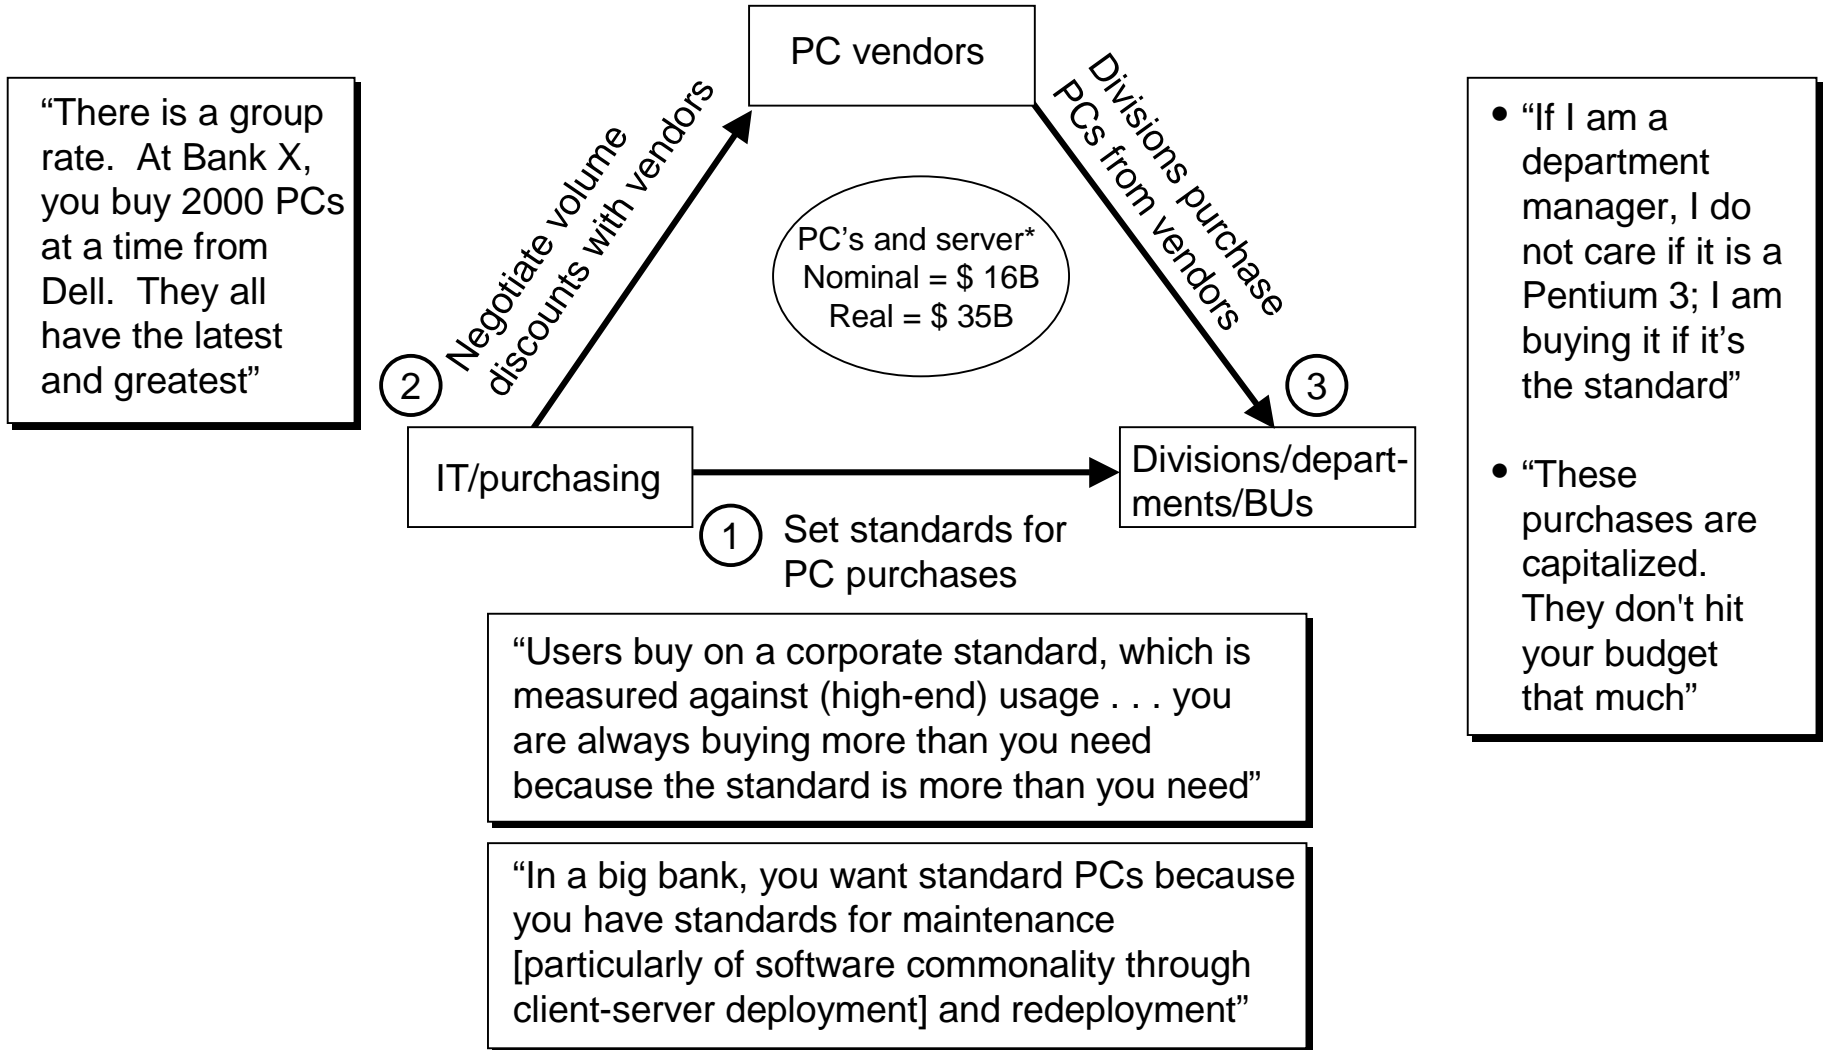 PC vendors
“There is a group
rate.  At Bank X,
you buy 2000 PCs
at a time from
Dell.  They all
have the latest
and greatest”
Negotiate volume
discounts with vendors
2
PC's and server*
Nominal = $ 16B
Real = $ 35B
Divisions purchase
PCs from vendors
3
IT/purchasing
Divisions/depart-
ments/BUs
1
Set standards for
PC purchases
• “If I am a
department
manager, I do
not care if it is a
Pentium 3; I am
buying it if it’s
the standard”
• “These
purchases are
capitalized.
They don't hit
your budget
that much”
“Users buy on a corporate standard, which is
measured against (high-end) usage . . . you
are always buying more than you need
because the standard is more than you need”
“In a big bank, you want standard PCs because
you have standards for maintenance
[particularly of software commonality through
client-server deployment] and redeployment”